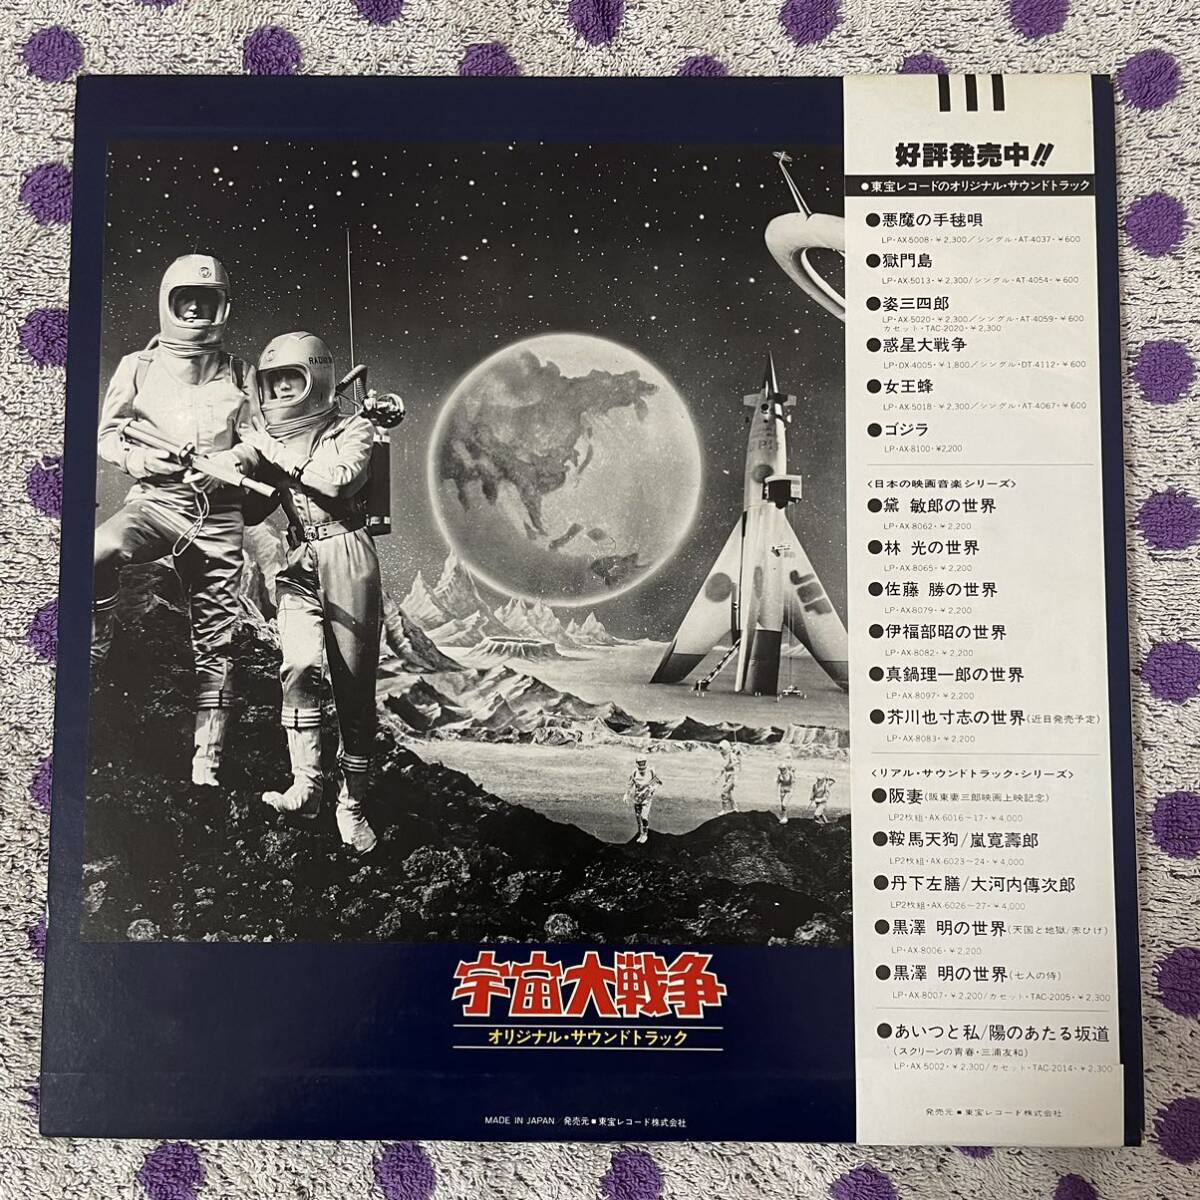 好評発売中!!
●東宝レコードのオリジナル・サウンドトラック
●悪魔の手毬唄
LP・AX-5008・¥2,300/シングル・AT-4037・¥600
●獄門島
LP・AX-5013・¥2,300/シングル・AT-4054・¥600
●姿三四郎
LP・AX-5020・¥2,300/シングル・AT-4059・¥600
カセット・TAC-2020・¥2,300
●惑星大戦争
LP・DX-4005・¥1,800/シングル・DT-4112・¥600
●女王蜂
LP・AX-5018・¥2,300/シングル・AT-4067・¥600
●ゴジラ
LP・AX-8100・¥2,200
〈日本の映画音楽シリーズ〉
●黛 敏郎の世界
LP・AX-8062・¥2,200
●林 光の世界
LP・AX-8065・¥2,200
●佐藤 勝の世界
LP・AX-8079・¥2,200
●伊福部昭の世界
LP・AX-8082・¥2,200
●真鍋理一郎の世界
LP・AX-8097・¥2,200
●芥川也寸志の世界(近日発売予定)
LP・AX-8083・¥2,200
〈リアル・サウンドトラック・シリーズ〉
●阪妻(阪東妻三郎映画上映記念)
LP2枚組・AX-6016~17・¥4,000
●鞍馬天狗/嵐寛壽郎
LP2枚組・AX-6023~24・¥4,000
●丹下左膳/大河内傳次郎
LP2枚組・AX-6026~27・¥4,000
●黒澤 明の世界(天国と地獄/赤ひげ)
LP・AX-8006・¥2,200
●黒澤 明の世界(七人の侍)
LP・AX-8007・¥2,200/カセット・TAC-2005・¥2,300
●あいつと私/陽のあたる坂道
(スクリーンの青春・三浦友和)
LP・AX-5002・¥2,300/カセット・TAC-2014・¥2,300
発売元■東宝レコード株式会社
宇宙大戦争
オリジナル・サウンドトラック
MADE IN JAPAN/発売元■東宝レコード株式会社